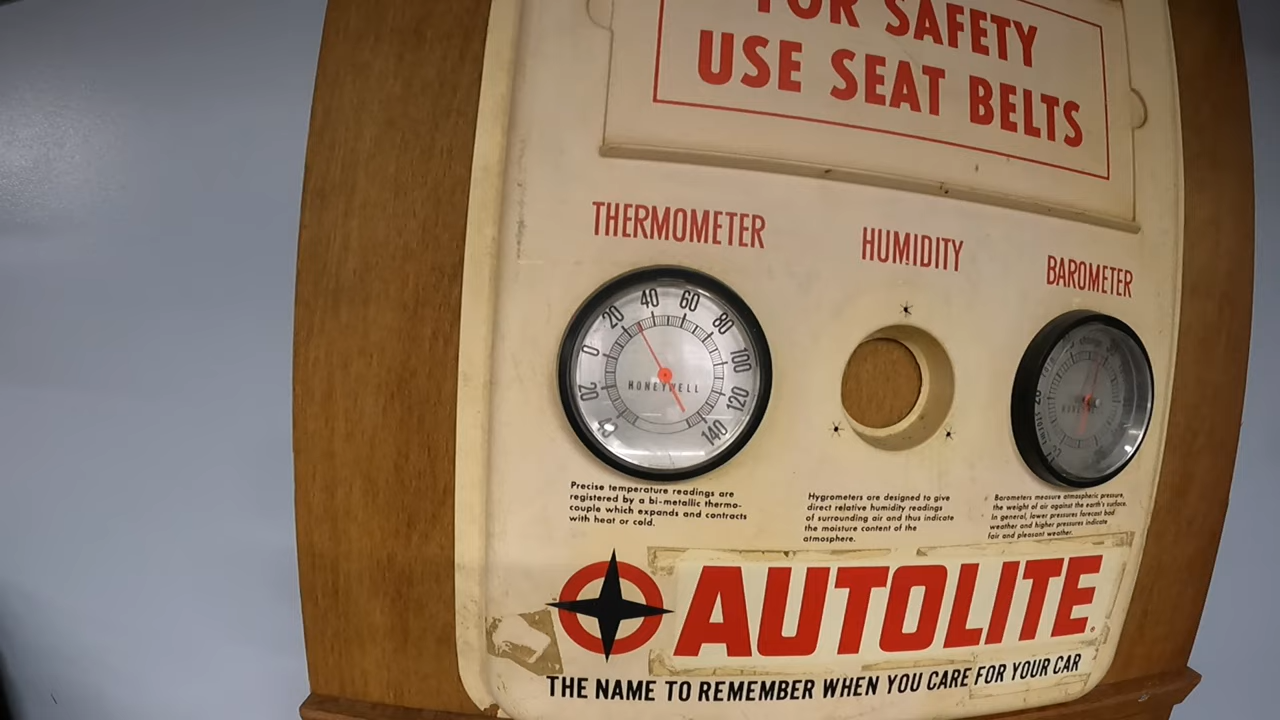 FOR SAFETY
USE SEAT BELTS
THERMOMETER
HUMIDITY
BAROMETER
20 40 60 80 100 120 140
0
20
HONEYWELL
Precise temperature readings are
registered by a bi-metallic thermo-
couple which expands and contracts
with heat or cold.
Hygrometers are designed to give
direct relative humidity readings
of surrounding air and thus indicate
the moisture content of the
atmosphere.
Barometers measure atmospheric pressure,
the weight of air against the earth's surface.
In general, lower pressures forecast bad
weather and higher pressures indicate
fair and pleasant weather.
AUTOLITE®
THE NAME TO REMEMBER WHEN YOU CARE FOR YOUR CAR